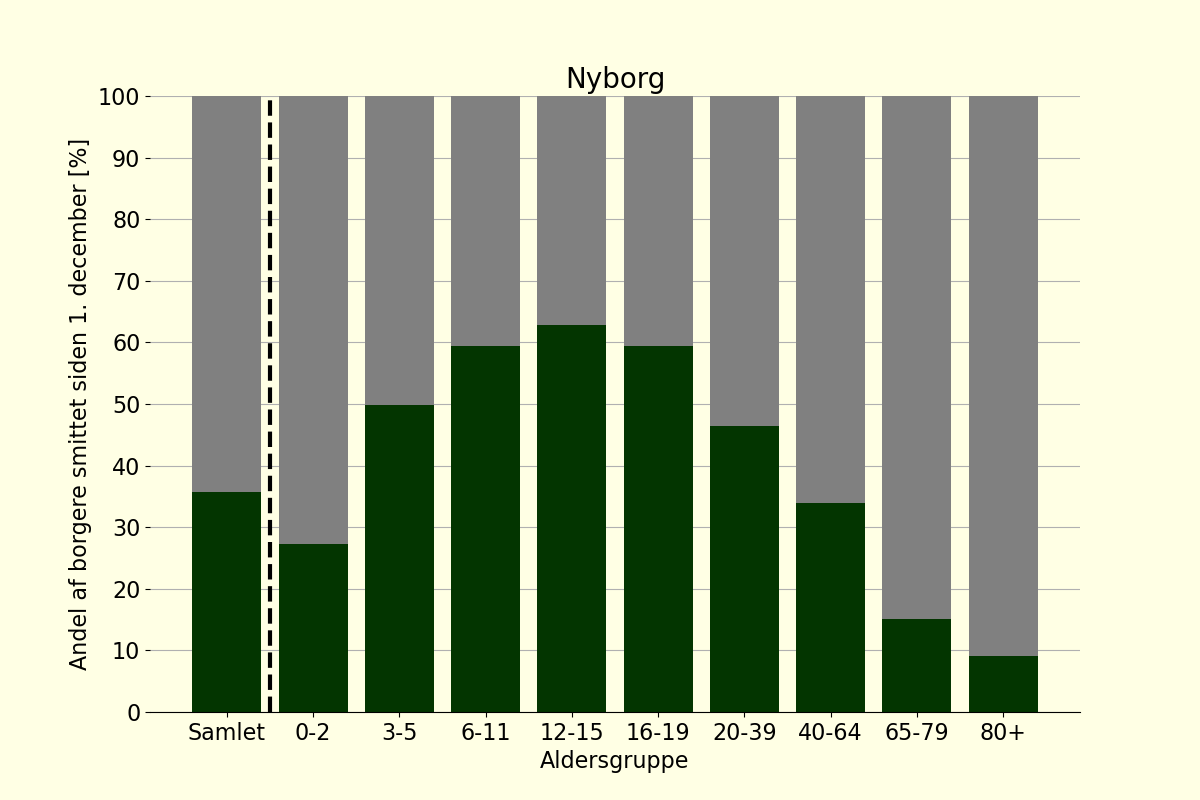 Nyborg
Andel af borgere smittet siden 1. december [%]
100
90
80
70
60
50
40
30
20
10
0
Samlet 0-2 3-5 6-11 12-15 16-19 20-39 40-64 65-79 80+
Aldersgruppe